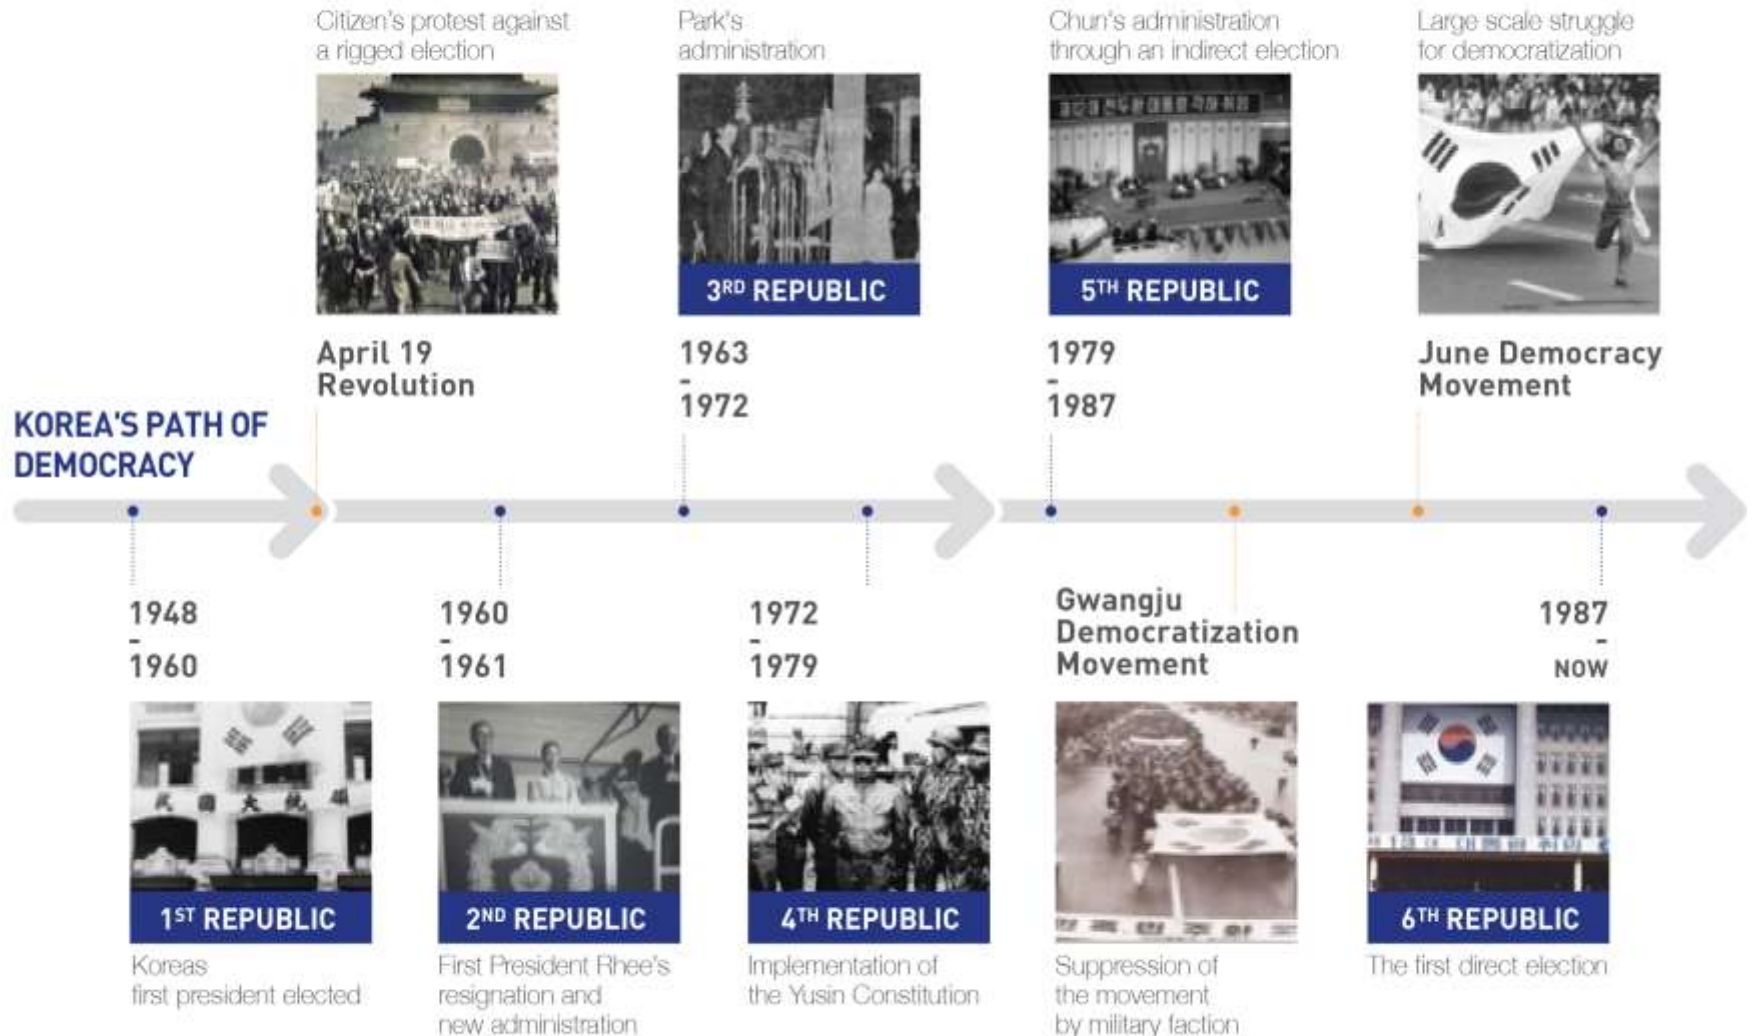 Citizen's protest against
a rigged election
Park's
administration
Chun's administration
through an indirect election
Large scale struggle
for democratization
3RD REPUBLIC
5TH REPUBLIC
April 19
Revolution
1963
-
1972
1979
-
1987
June Democracy
Movement
KOREA'S PATH OF
DEMOCRACY
1948
-
1960
1960
-
1961
1972
-
1979
Gwangju
Democratization
Movement
1987
-
NOW
1ST REPUBLIC
2ND REPUBLIC
4TH REPUBLIC
6TH REPUBLIC
Koreas
first president elected
First President Rhee's
resignation and
new administration
Implementation of
the Yusin Constitution
Suppression of
the movement
by military faction
The first direct election